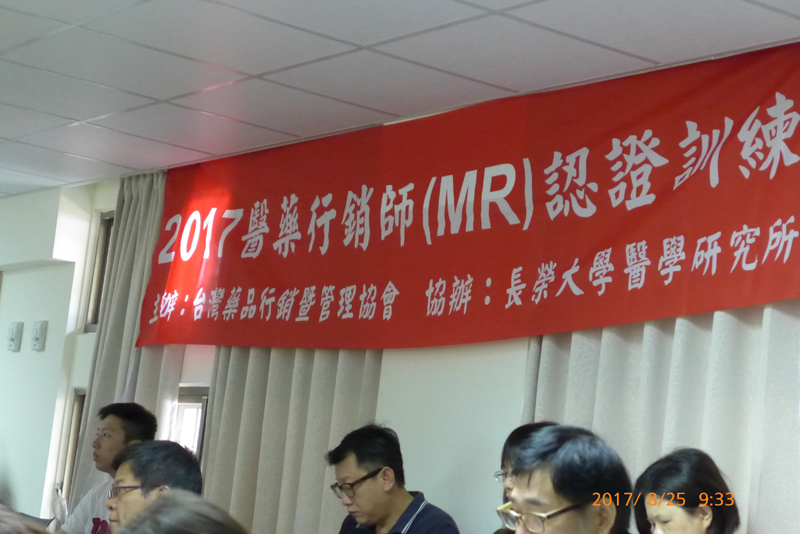 2017醫藥行銷師(MR)認證訓練
主辦：台灣藥品行銷暨管理協會 協辦：長榮大學醫學研究所
2017/ 8/25 9:33